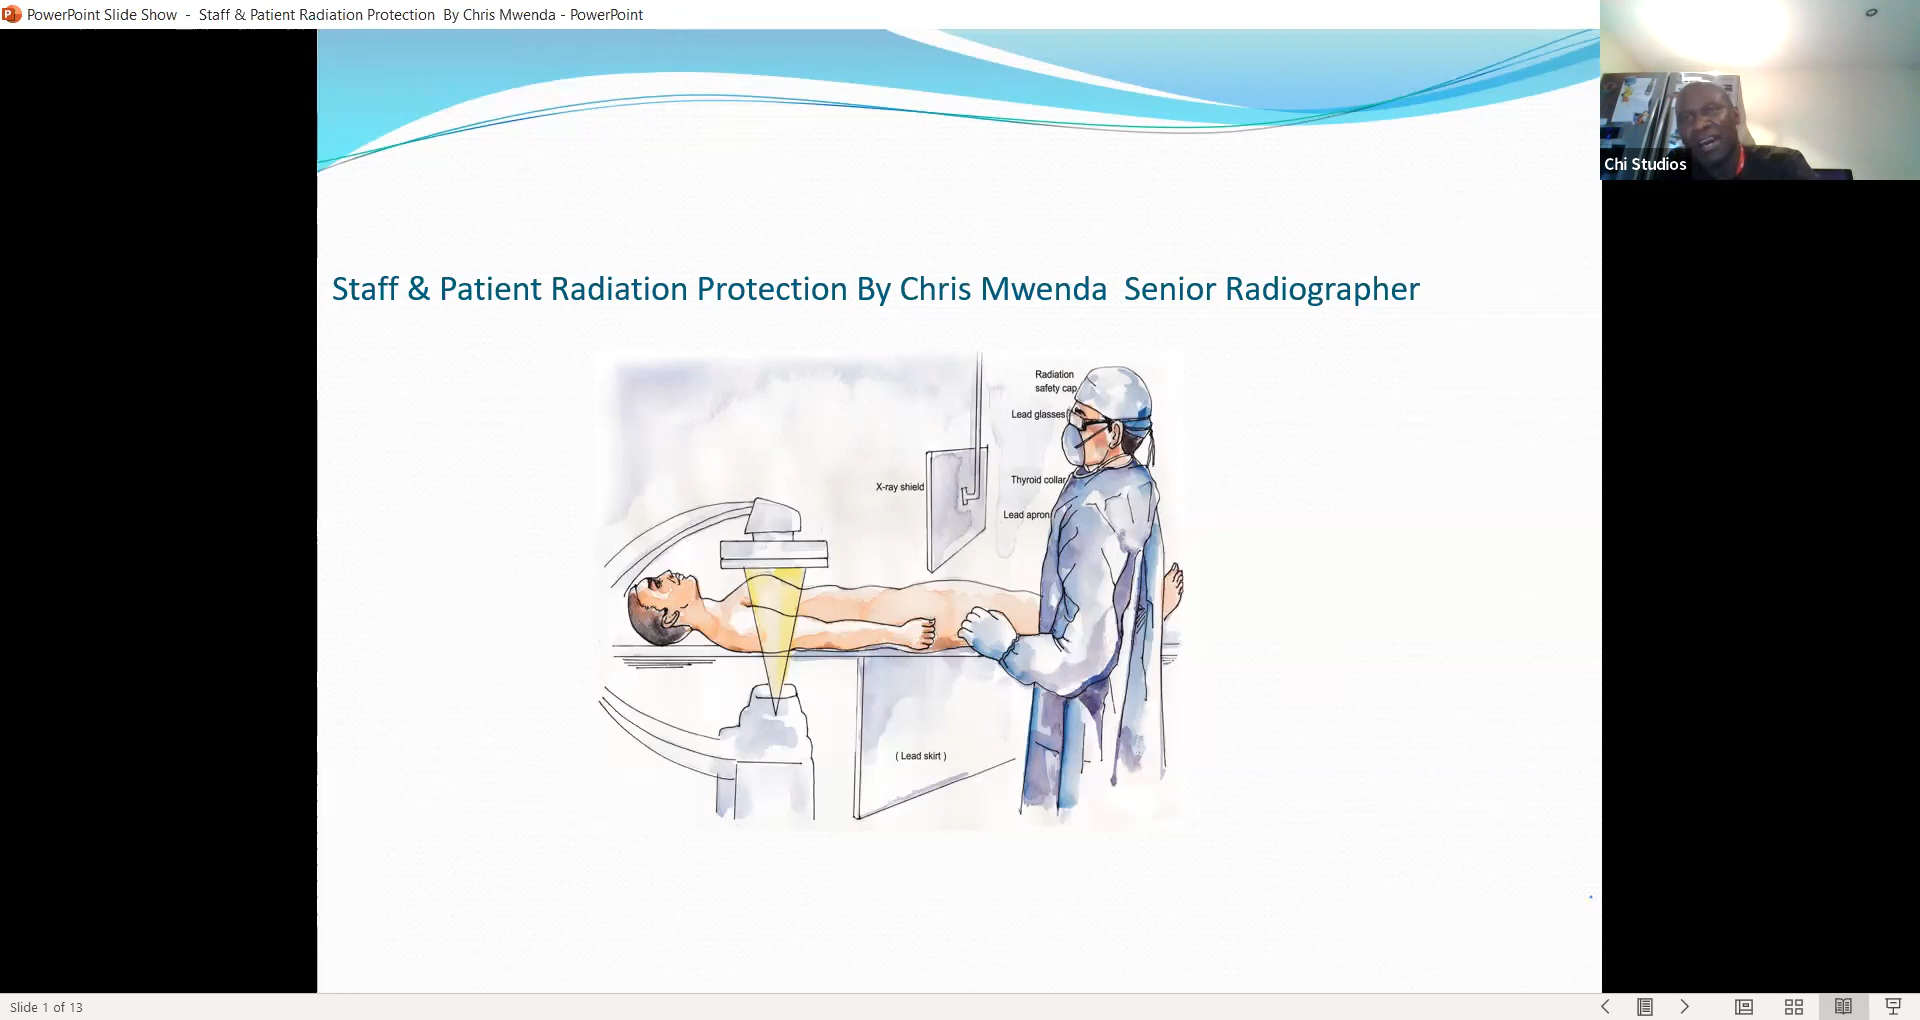 PowerPoint Slide Show  -  Staff & Patient Radiation Protection  By Chris Mwenda - PowerPoint
Chi Studios
Staff & Patient Radiation Protection By Chris Mwenda  Senior Radiographer
Radiation
safety cap
Lead glasses
X-ray shield
Thyroid collar
Lead apron
( Lead skirt )
Slide 1 of 13